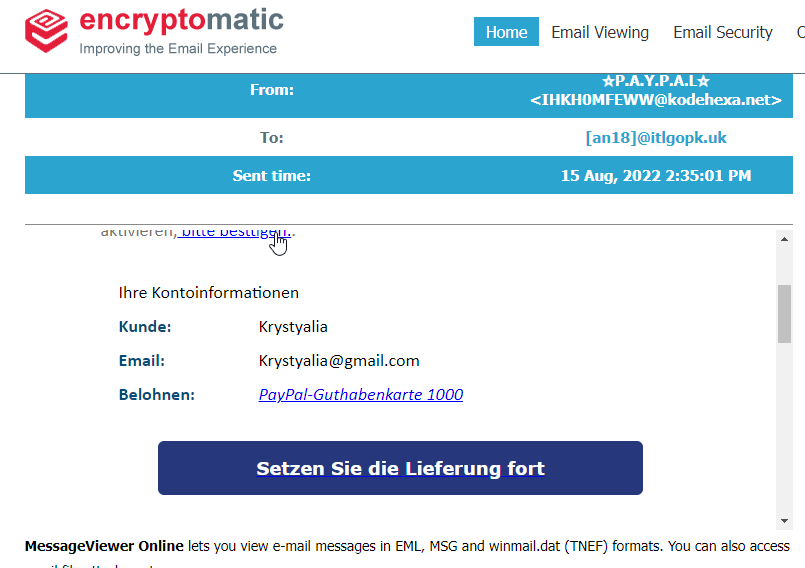 encryptomatic
Improving the Email Experience
Home Email Viewing Email Security
From: ☆P.A.Y.P.A.L☆
<IHKH0MFEWW@kodehexa.net>
To: [an18]@itlgopk.uk
Sent time: 15 Aug, 2022 2:35:01 PM
aktivieren, bitte besttigen..
Ihre Kontoinformationen
Kunde: Krystyalia
Email: Krystyalia@gmail.com
Belohnen: PayPal-Guthabenkarte 1000
Setzen Sie die Lieferung fort
MessageViewer Online lets you view e-mail messages in EML, MSG and winmail.dat (TNEF) formats. You can also access